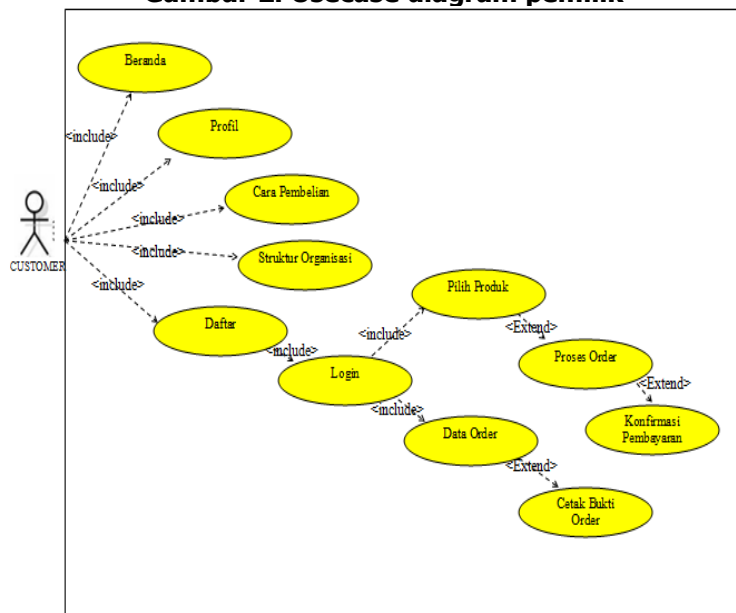 Gambar 2. Usecase diagram pemilik
Beranda
<include>
Profil
<include>
Cara Pembelian
<include>
CUSTOMER
<include>
Struktur Organisasi
<include>
Pilih Produk
Daftar
<include>
<Extend>
<include>
Login
Proses Order
<Extend>
<include>
Data Order
Konfirmasi
Pembayaran
<Extend>
Cetak Bukti
Order